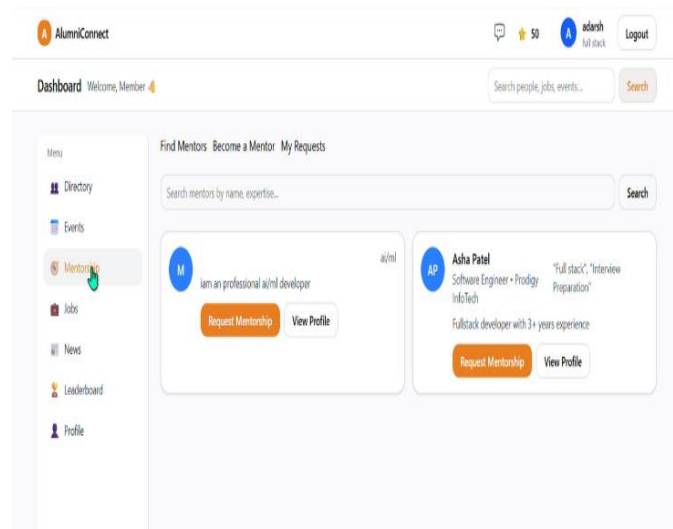 A AlumniConnect
50
A adarsh
full stack
Logout
Dashboard Welcome, Member
Search people, jobs, events...
Search
Menu
Directory
Events
Mentorship
Jobs
News
Leaderboard
Profile
Find Mentors Become a Mentor My Requests
Search mentors by name, expertise...
Search
M
ai/ml
iam an professional ai/ml developer
Request Mentorship View Profile
AP
Asha Patel
Software Engineer • Prodigy
InfoTech
"Full stack", "Interview
Preparation"
Fullstack developer with 3+ years experience
Request Mentorship View Profile